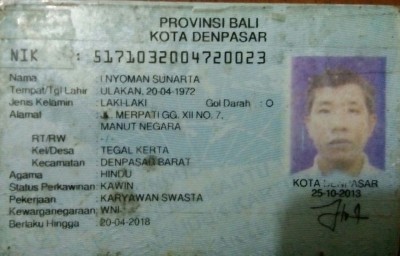 PROVINSI BALI
KOTA DENPASAR
NIK : 5171032004720023
Nama : I NYOMAN SUNARTA
Tempat/Tgl Lahir : ULAKAN, 20-04-1972
Jenis Kelamin : LAKI-LAKI Gol Darah : O
Alamat : JL. MERPATI GG. XII NO. 7,
MANUT NEGARA
RT/RW : -/-
Kel/Desa : TEGAL KERTA
Kecamatan : DENPASAR BARAT
Agama : HINDU
Status Perkawinan : KAWIN
Pekerjaan : KARYAWAN SWASTA
Kewarganegaraan : WNI
Berlaku Hingga : 20-04-2018
KOTA DENPASAR
25-10-2013